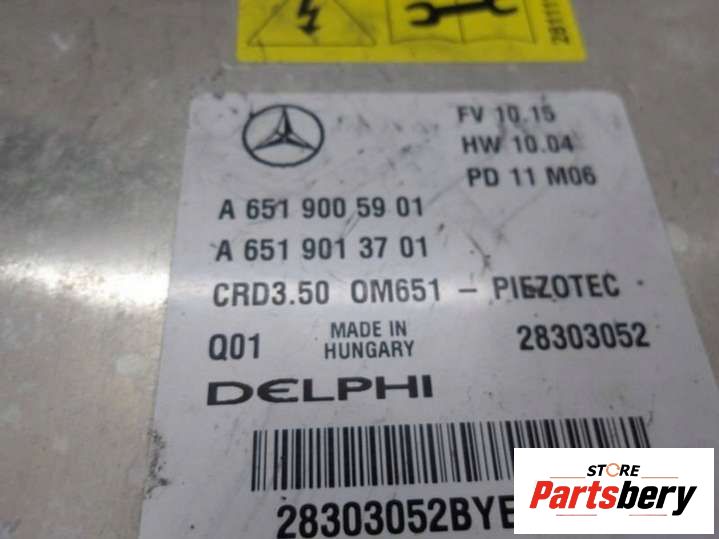 FV 10.15
HW 10.04
PD 11 M06
A 651 900 59 01
A 651 901 37 01
CRD3.50 OM651 - PIEZOTEC
Q01 MADE IN HUNGARY 28303052
DELPHI
28303052BYE
STORE
Partsbery